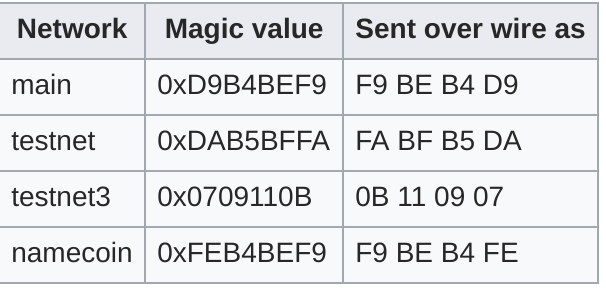 Network Magic value Sent over wire as
main 0xD9B4BEF9 F9 BE B4 D9
testnet 0xDAB5BFFA FA BF B5 DA
testnet3 0x0709110B 0B 11 09 07
namecoin 0xFEB4BEF9 F9 BE B4 FE